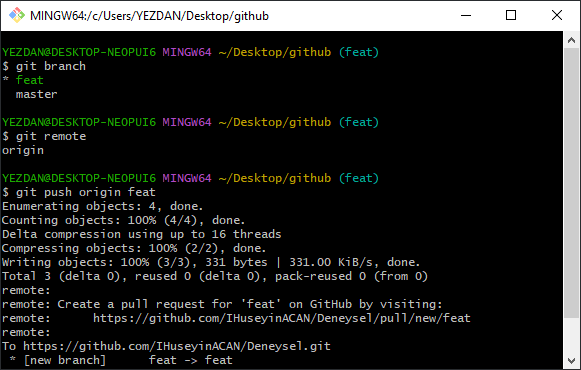 MINGW64:/c/Users/YEZDAN/Desktop/github
YEZDAN@DESKTOP-NEOPUI6 MINGW64 ~/Desktop/github (feat)
$ git branch
* feat
  master
YEZDAN@DESKTOP-NEOPUI6 MINGW64 ~/Desktop/github (feat)
$ git remote
origin
YEZDAN@DESKTOP-NEOPUI6 MINGW64 ~/Desktop/github (feat)
$ git push origin feat
Enumerating objects: 4, done.
Counting objects: 100% (4/4), done.
Delta compression using up to 16 threads
Compressing objects: 100% (2/2), done.
Writing objects: 100% (3/3), 331 bytes | 331.00 KiB/s, done.
Total 3 (delta 0), reused 0 (delta 0), pack-reused 0 (from 0)
remote:
remote: Create a pull request for 'feat' on GitHub by visiting:
remote:      https://github.com/IHuseyinACAN/Deneysel/pull/new/feat
remote:
To https://github.com/IHuseyinACAN/Deneysel.git
 * [new branch]      feat -> feat